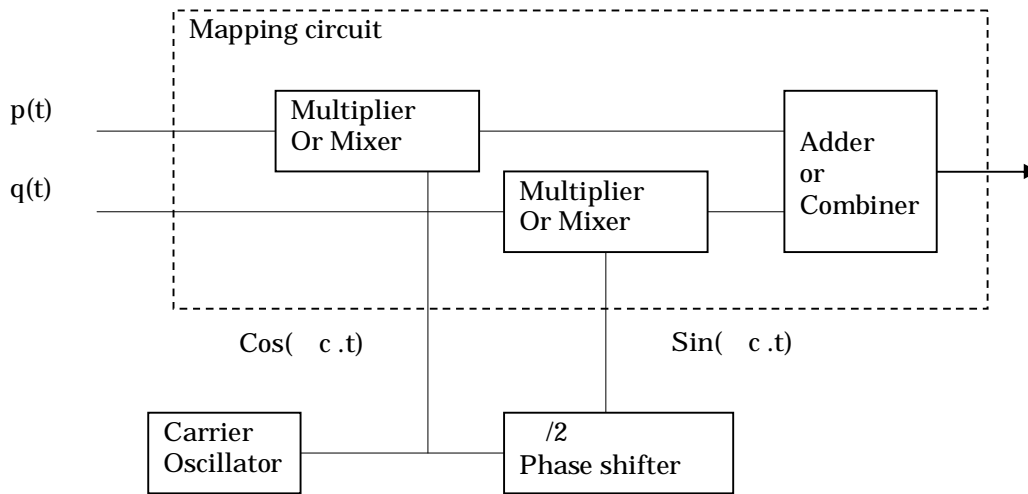 Mapping circuit
p(t)
Multiplier
Or Mixer
Adder
or
Combiner
q(t)
Multiplier
Or Mixer
Cos( c .t)
Sin( c .t)
Carrier
Oscillator
/2
Phase shifter